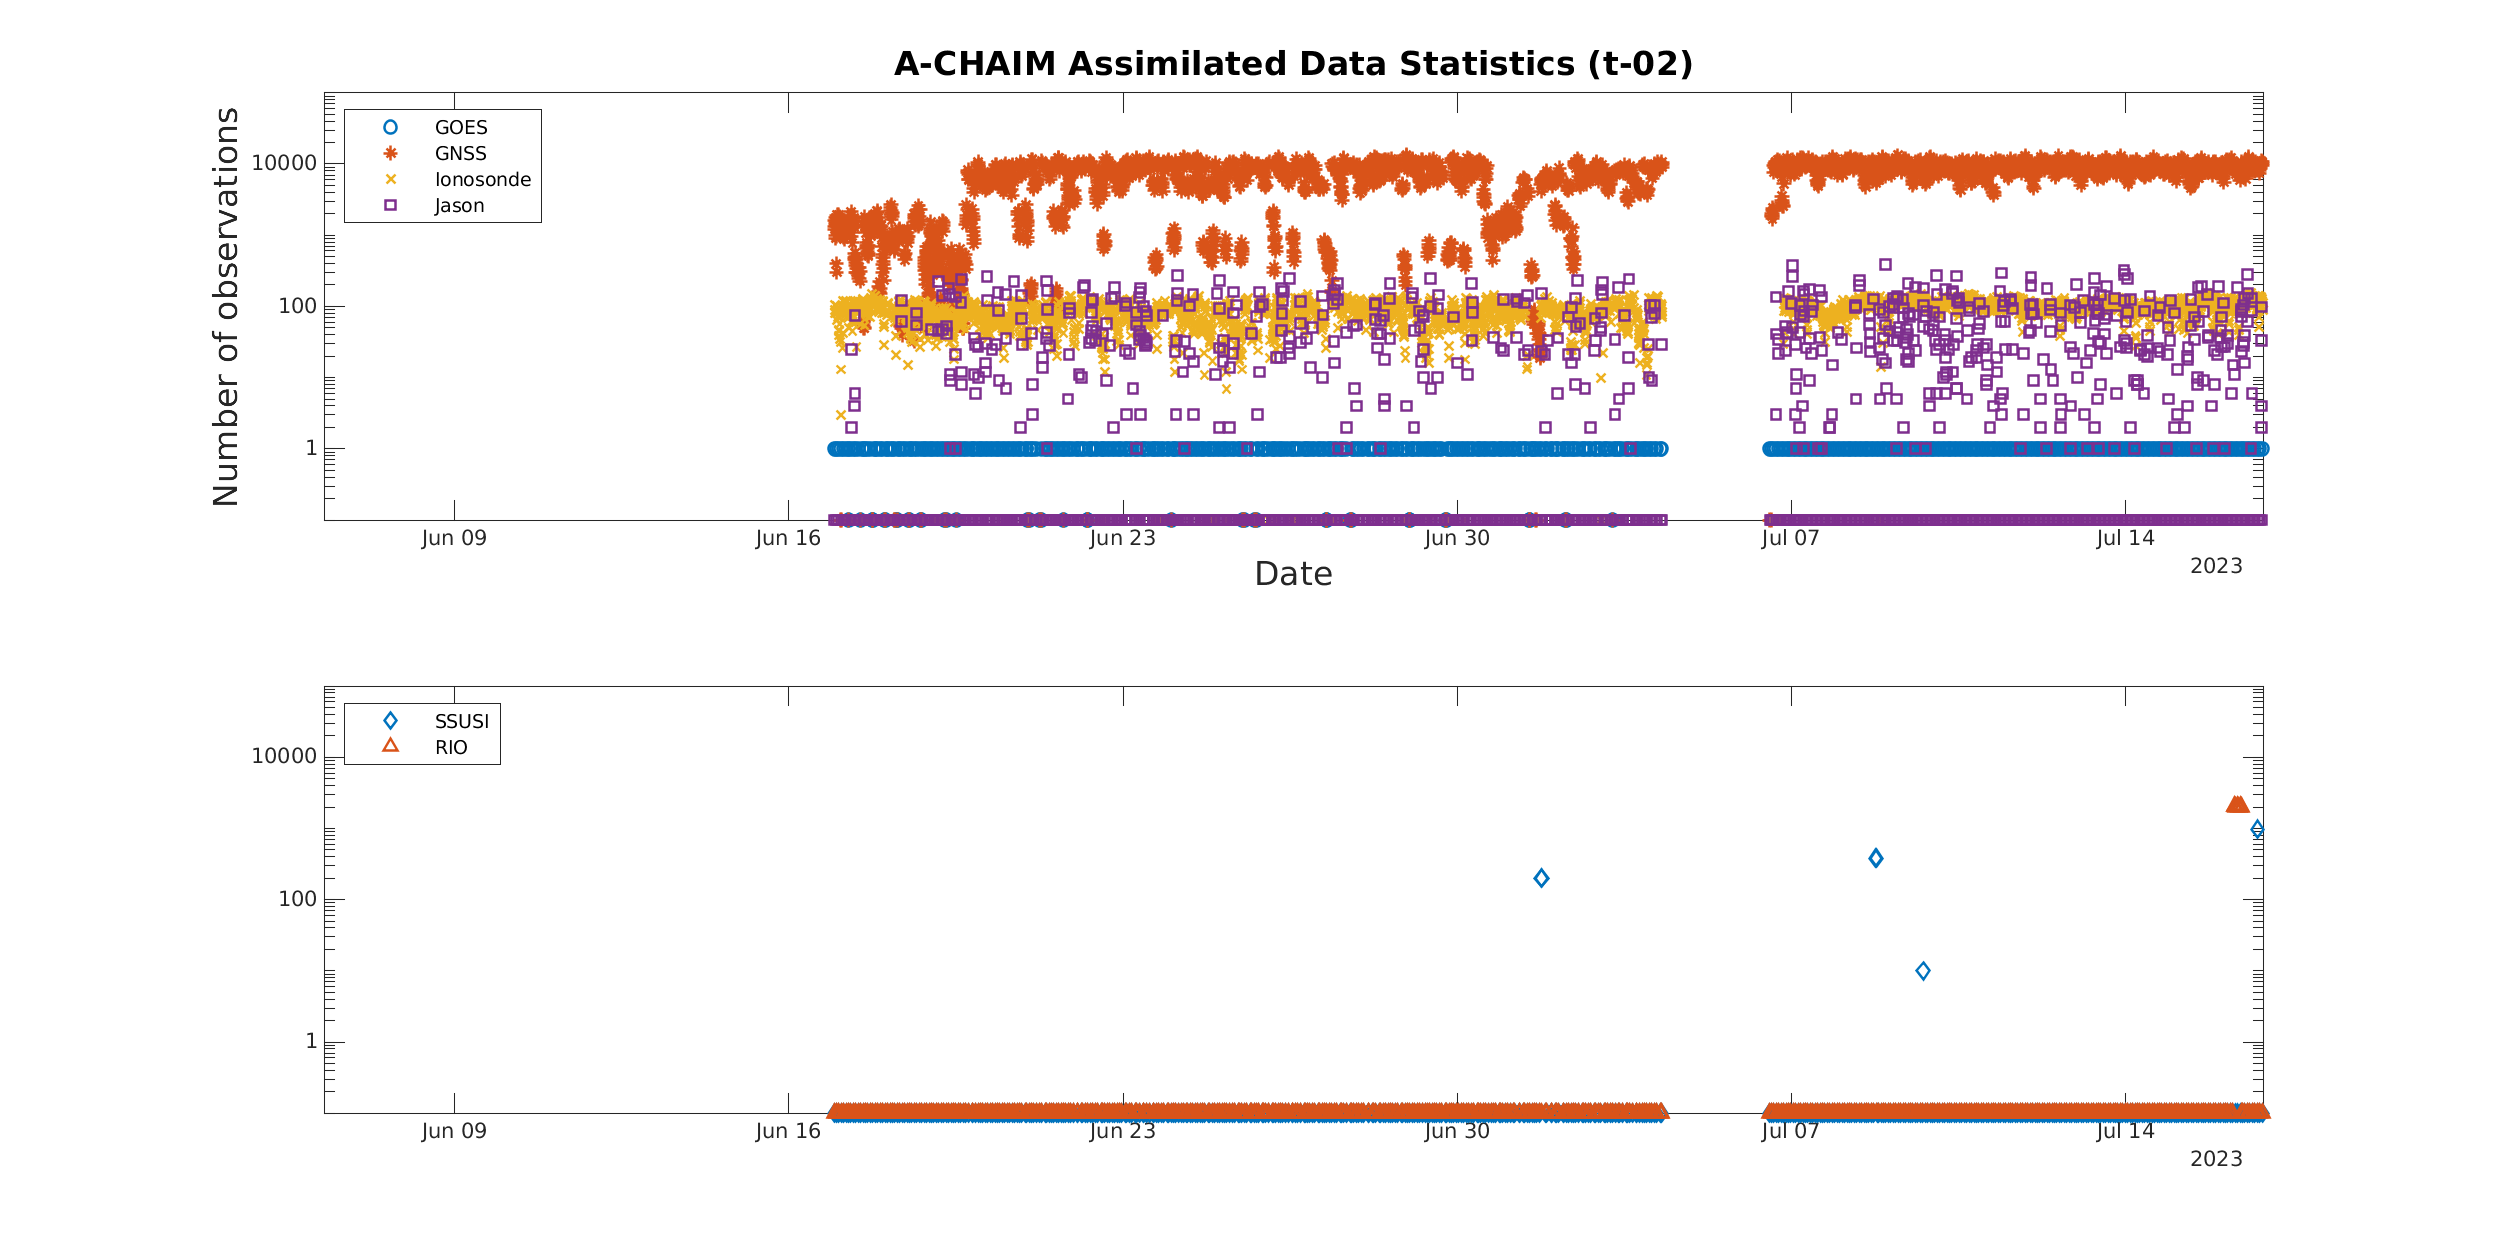 A-CHAIM Assimilated Data Statistics (t-02)
GOES
GNSS
Ionosonde
Jason
Number of observations
10000
100
1
Jun 09
Jun 16
Jun 23
Jun 30
Jul 07
Jul 14
2023
Date
SSUSI
RIO
10000
100
1
Jun 09
Jun 16
Jun 23
Jun 30
Jul 07
Jul 14
2023